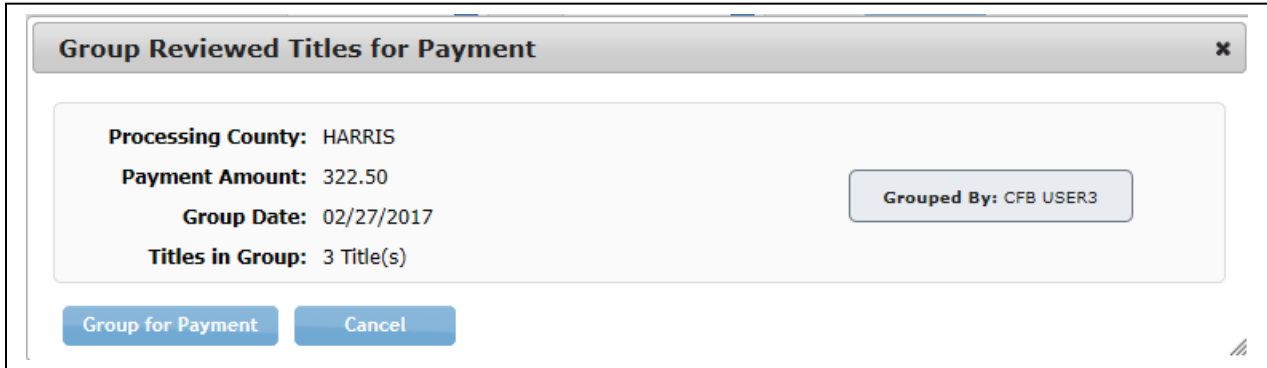 Group Reviewed Titles for Payment
Processing County: HARRIS
Payment Amount: 322.50
Grouped By: CFB USER3
Group Date: 02/27/2017
Titles in Group: 3 Title(s)
Group for Payment Cancel